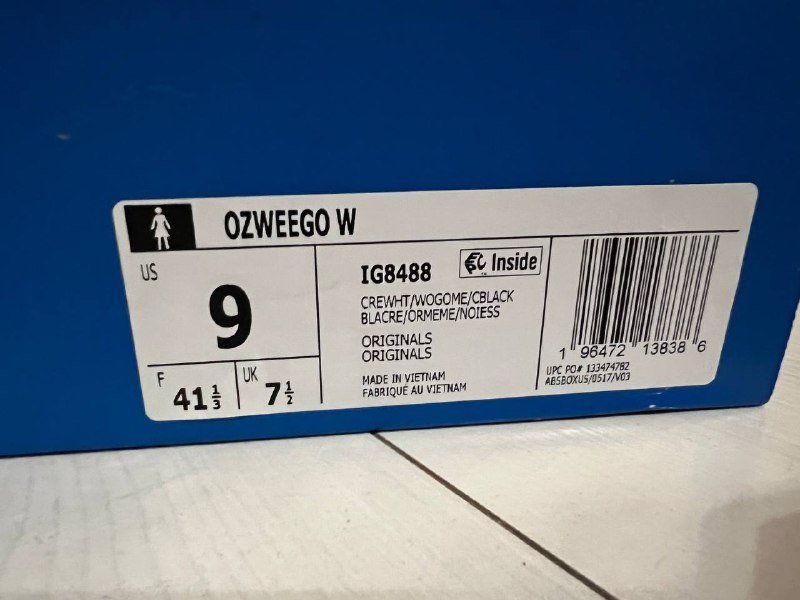 OZWEEGO W
US
9
F
41 1/3
UK
7 1/2
IG8488
Inside
CREWHT/WOGOME/CBLACK
BLACRE/ORMEME/NOIESS
ORIGINALS
ORIGINALS
MADE IN VIETNAM
FABRIQUÉ AU VIETNAM
1 96472 13838 6
UPC PO# 133474782
ABSBOXUS/0517/V03